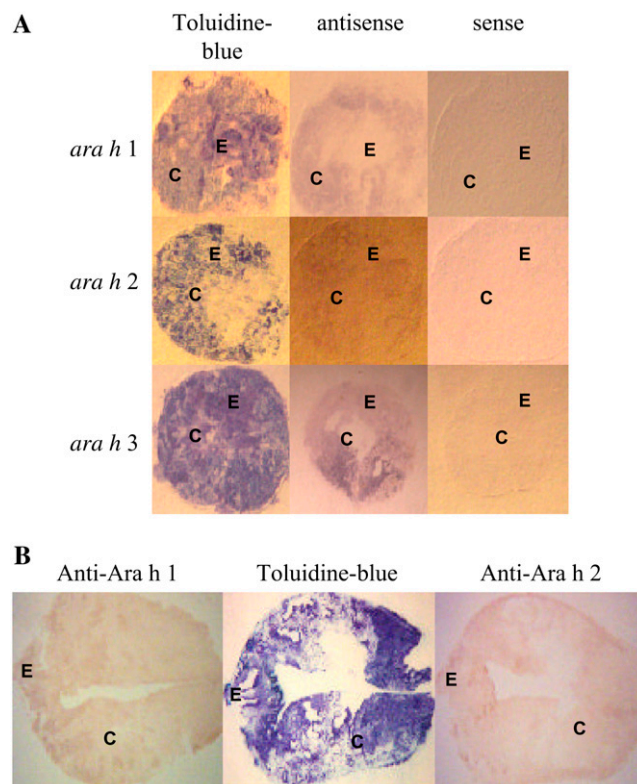 A
Toluidine-
blue
antisense
sense
ara h 1
E
C
E
C
E
C
ara h 2
E
C
E
C
E
C
ara h 3
E
C
E
C
E
C
B
Anti-Ara h 1
Toluidine-blue
Anti-Ara h 2
E
C
E
C
E
C